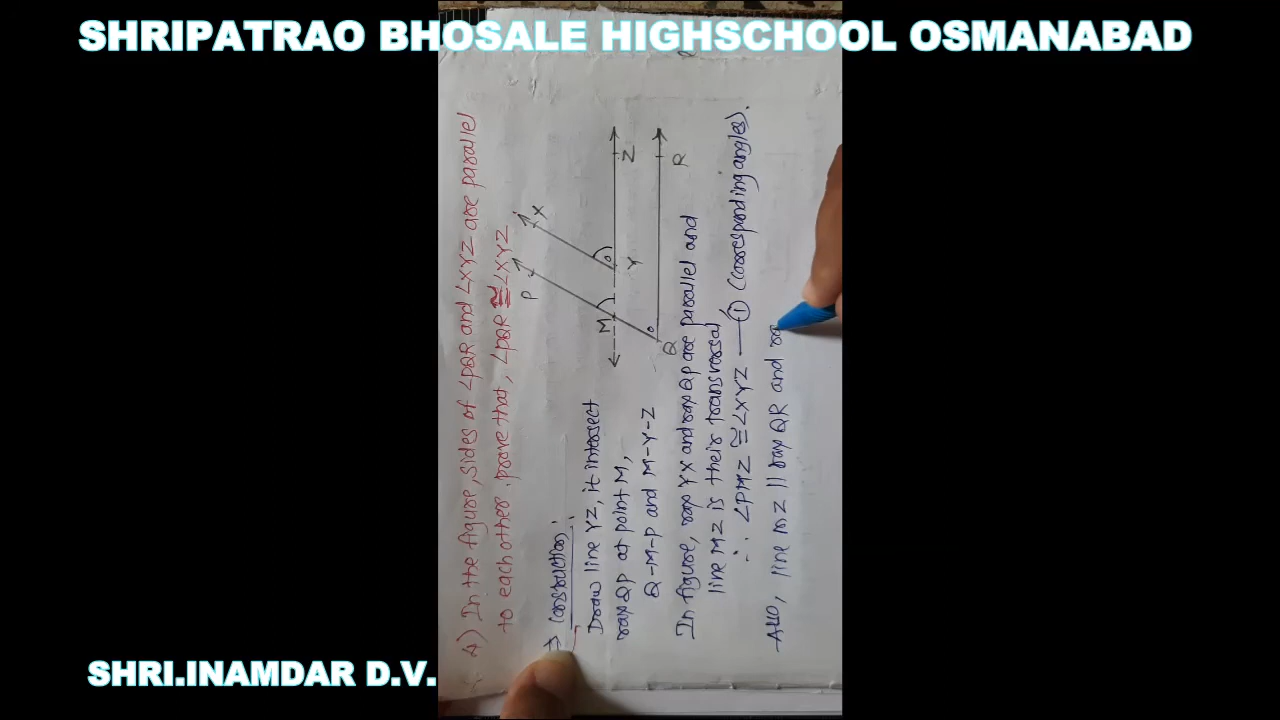 SHRIPATRAO BHOSALE HIGHSCHOOL OSMANABAD
4) In the figure, sides of ∠PQR and ∠XYZ are parallel
to each other. prove that, ∠PQR ≅ ∠XYZ
→ Construction:
Draw line YZ, it intersect
ray QP at point M,
Q-M-P and M-Y-Z
P
X
M
Y
Z
Q
R
In figure, ray YX and ray QP are parallel and
line MZ is their transversal
∴ ∠PMZ ≅ ∠XYZ — ① (corresponding angles).
Also, line MZ || ray QR and ra
SHRI.INAMDAR D.V.